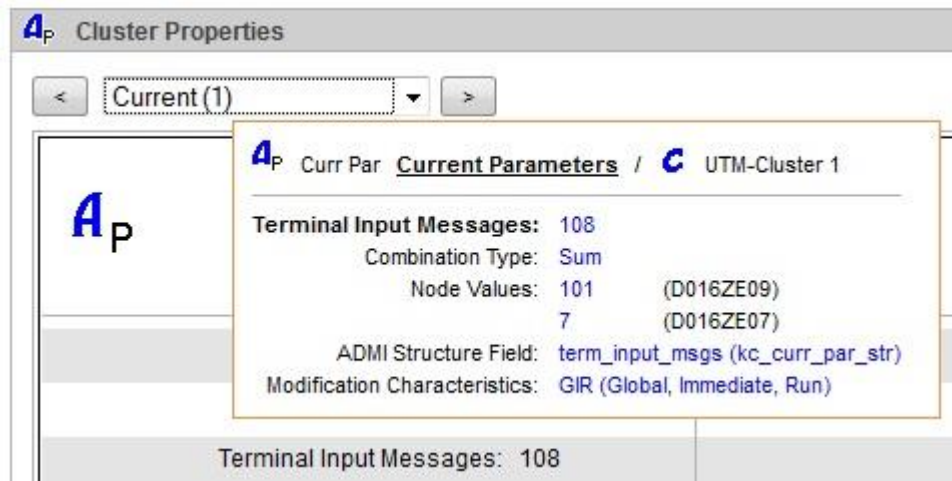 AP Cluster Properties
< Current (1) >
AP Curr Par Current Parameters / C UTM-Cluster 1
AP
Terminal Input Messages: 108
Combination Type: Sum
Node Values: 101 (D016ZE09)
7 (D016ZE07)
ADMI Structure Field: term_input_msgs (kc_curr_par_str)
Modification Characteristics: GIR (Global, Immediate, Run)
Terminal Input Messages: 108